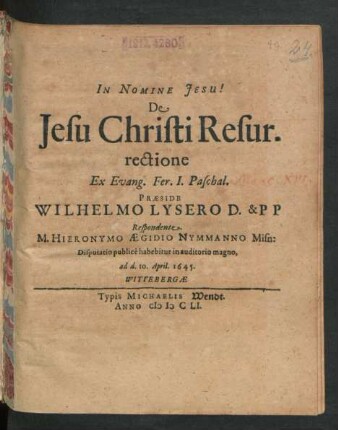 IN NOMINE JESU!
De
Jesu Christi Resur.
rectione
Ex Evang. Fer. I. Paschal.
PRÆSIDE
WILHELMO LYSERO D. & P P
Respondente
M. HIERONYMO ÆGIDIO NYMMANNO Misn:
Disputatio publicè habebitur in auditorio magno,
ad d. 10. April. 1645.
WITTEBERGÆ
Typis MICHAELIS Wendt.
ANNO CIƆ IƆ C LI.